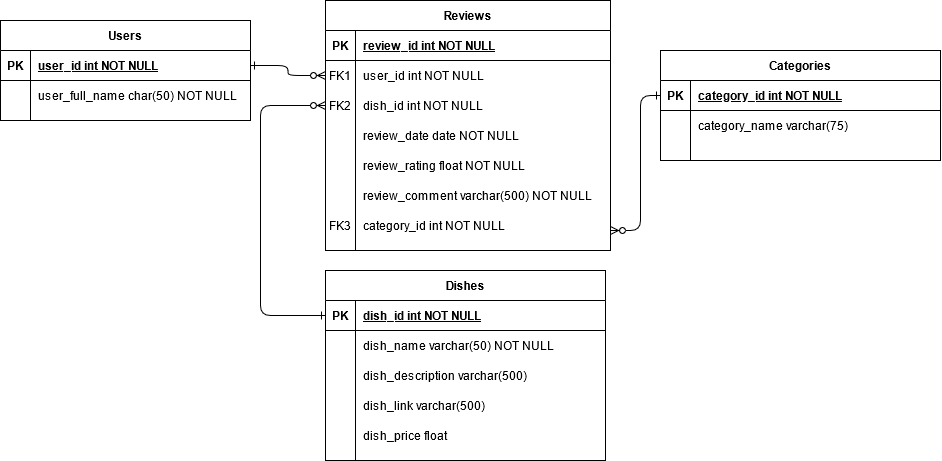 Users
PK user_id int NOT NULL
user_full_name char(50) NOT NULL
Reviews
PK review_id int NOT NULL
FK1 user_id int NOT NULL
FK2 dish_id int NOT NULL
review_date date NOT NULL
review_rating float NOT NULL
review_comment varchar(500) NOT NULL
FK3 category_id int NOT NULL
Categories
PK category_id int NOT NULL
category_name varchar(75)
Dishes
PK dish_id int NOT NULL
dish_name varchar(50) NOT NULL
dish_description varchar(500)
dish_link varchar(500)
dish_price float